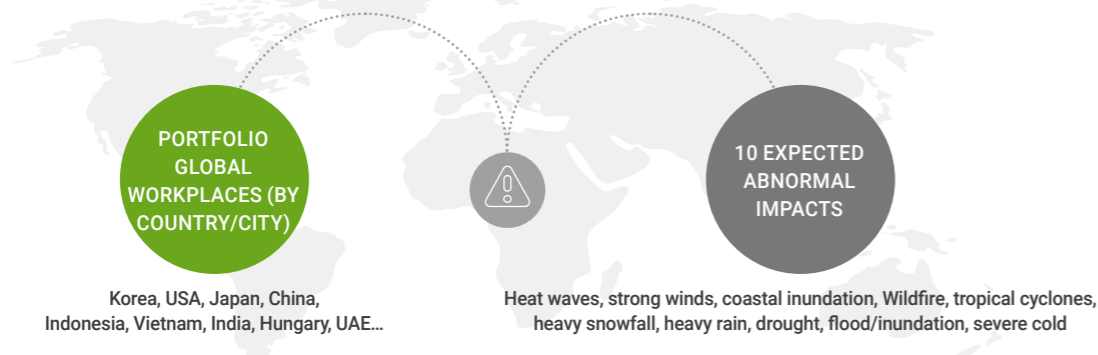 PORTFOLIO
GLOBAL
WORKPLACES (BY
COUNTRY/CITY)
Korea, USA, Japan, China,
Indonesia, Vietnam, India, Hungary, UAE...
10 EXPECTED
ABNORMAL
IMPACTS
Heat waves, strong winds, coastal inundation, Wildfire, tropical cyclones,
heavy snowfall, heavy rain, drought, flood/inundation, severe cold